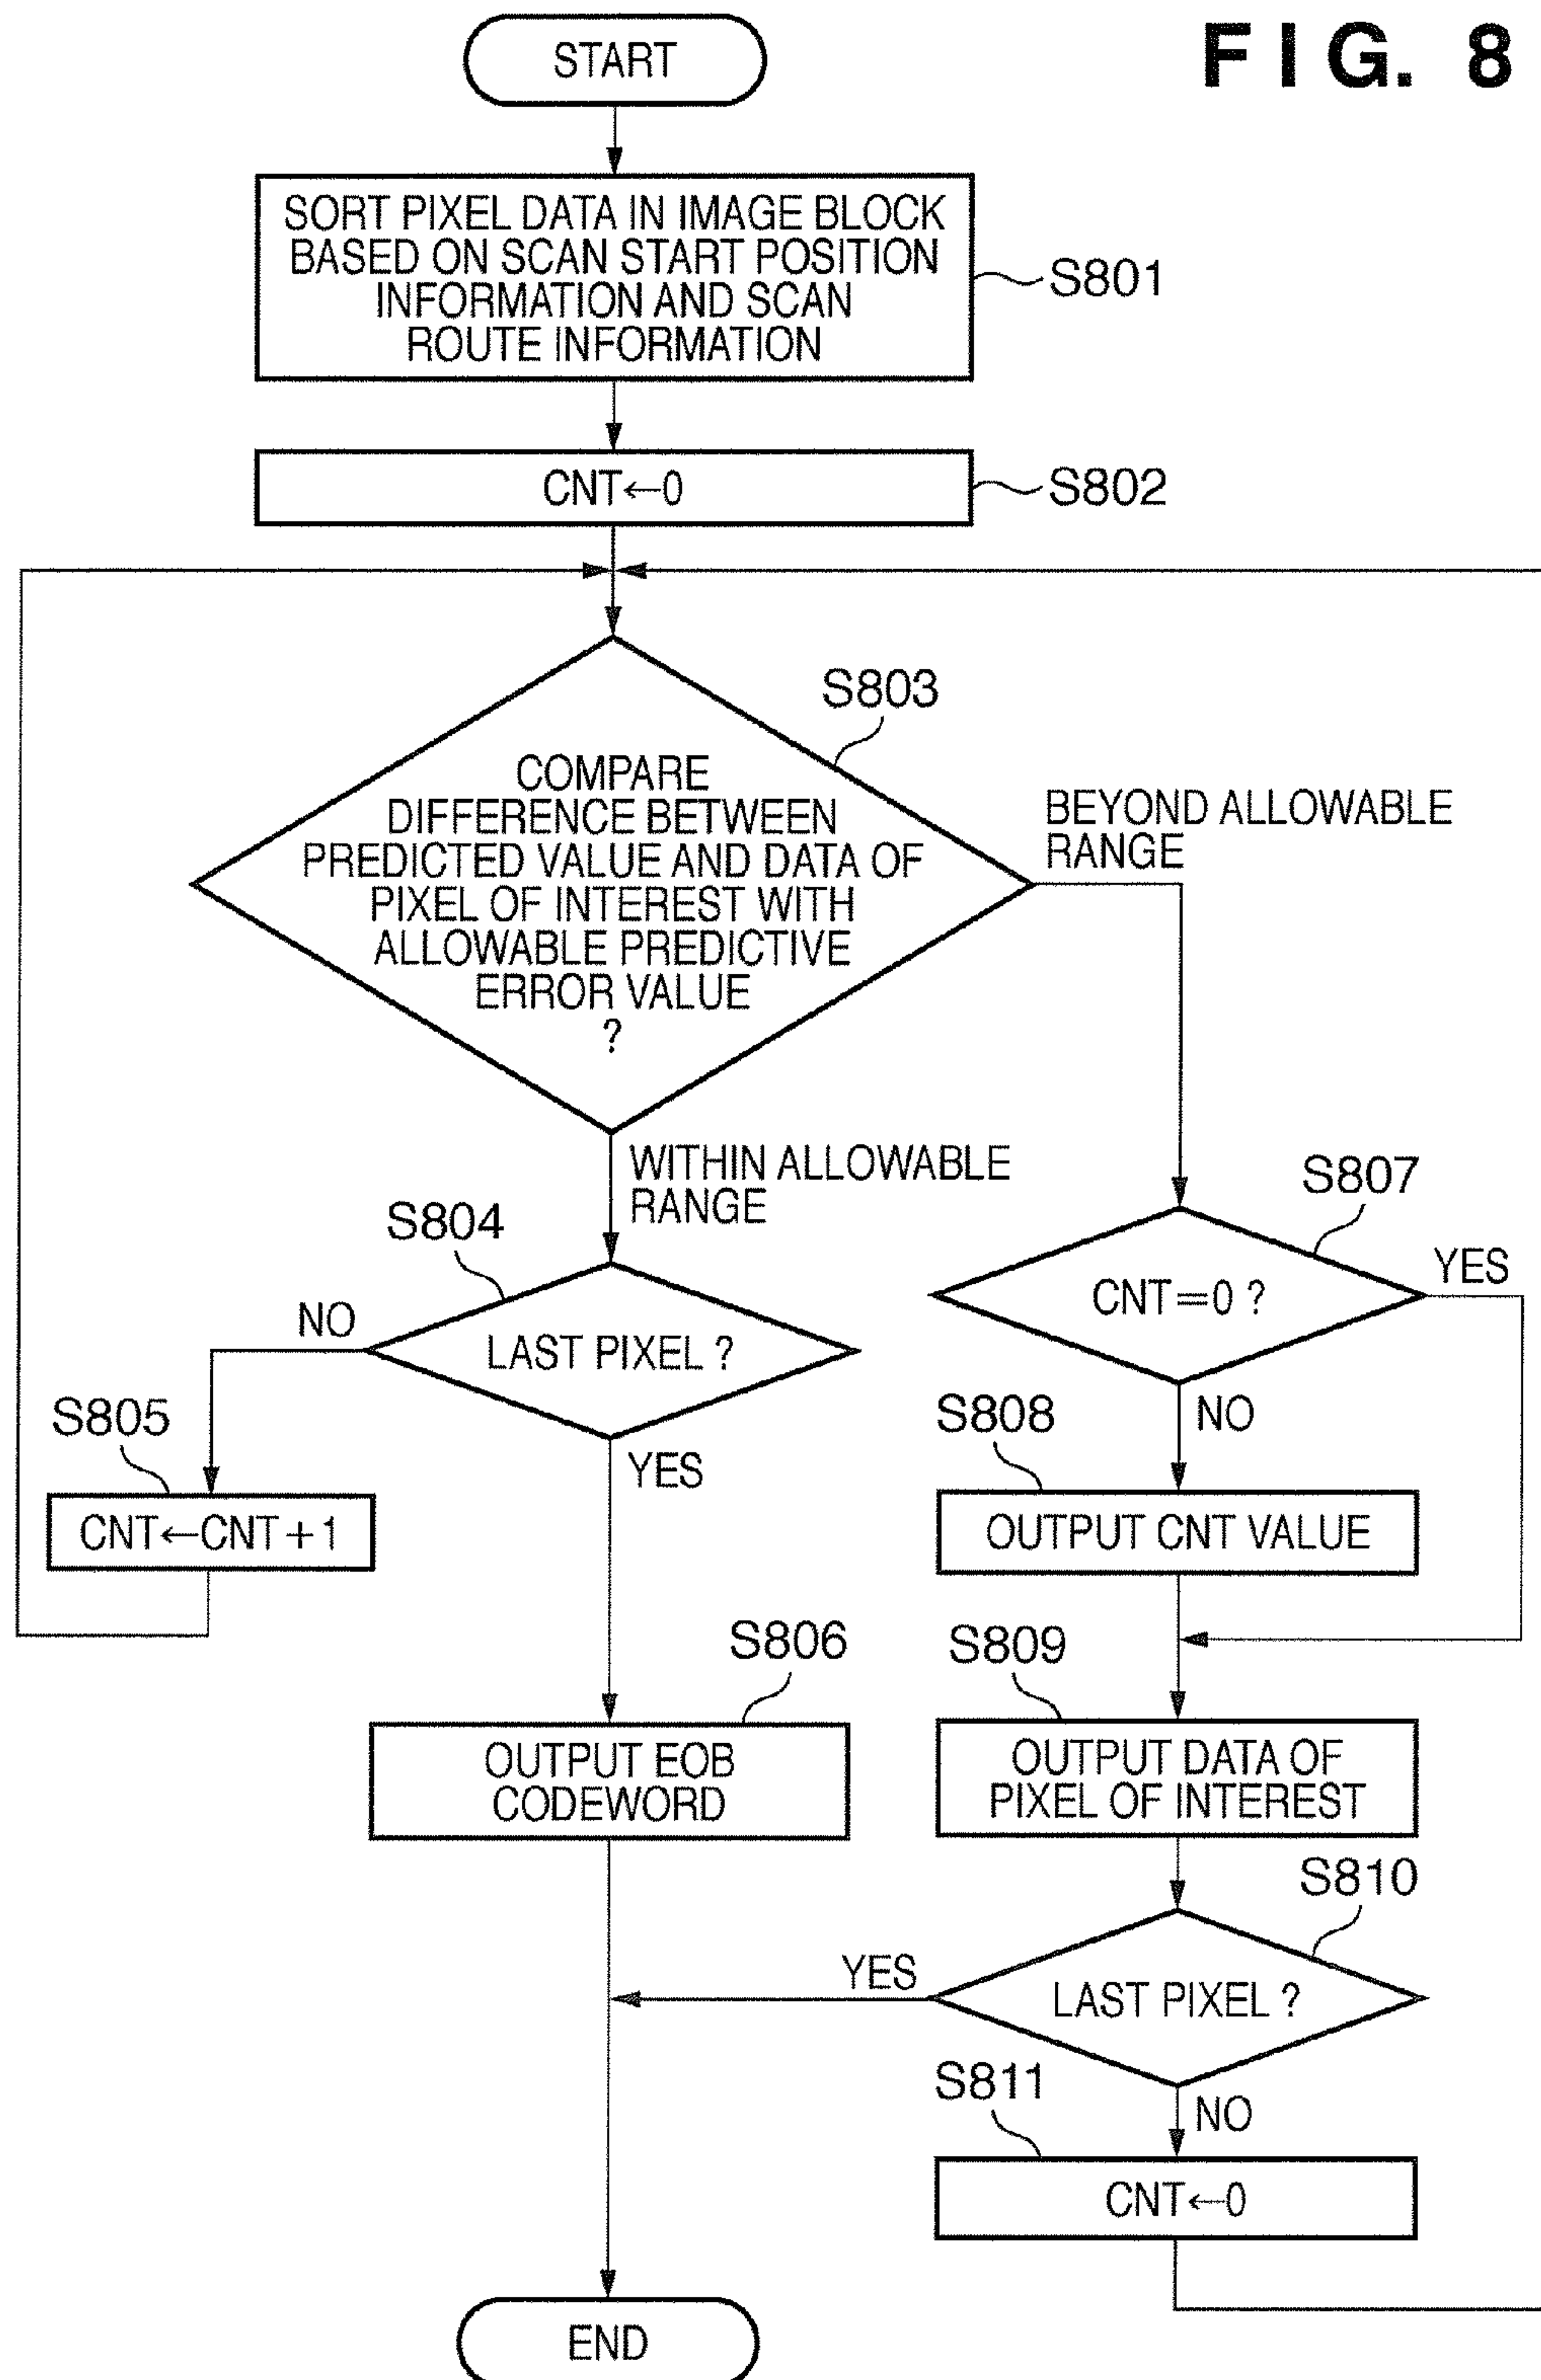 FIG. 8
START
SORT PIXEL DATA IN IMAGE BLOCK
BASED ON SCAN START POSITION
INFORMATION AND SCAN
ROUTE INFORMATION
S801
CNT←0
S802
S803
COMPARE
DIFFERENCE BETWEEN
PREDICTED VALUE AND DATA OF
PIXEL OF INTEREST WITH
ALLOWABLE PREDICTIVE
ERROR VALUE
?
BEYOND ALLOWABLE
RANGE
WITHIN ALLOWABLE
RANGE
S804
LAST PIXEL ?
NO
YES
S805
CNT←CNT+1
S806
OUTPUT EOB
CODEWORD
S807
CNT=0 ?
YES
NO
S808
OUTPUT CNT VALUE
S809
OUTPUT DATA OF
PIXEL OF INTEREST
S810
LAST PIXEL ?
YES
NO
S811
CNT←0
END